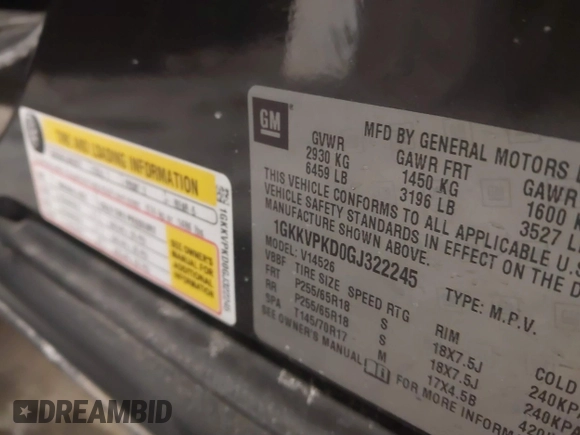 TIRE AND LOADING INFORMATION
SEE OWNER'S
MANUAL FOR
ADDITIONAL
INFORMATION
GM
MFD BY GENERAL MOTORS
GVWR GAWR FRT GAWR
2930 KG 1450 KG 1600
6459 LB 3196 LB 3527
THIS VEHICLE CONFORMS TO ALL APPLICABLE U.S
VEHICLE SAFETY STANDARDS IN EFFECT
MANUFACTURE SHOWN ABOVE.
1GKKVPKD0GJ322245 TYPE: M.P.V.
MODEL: V14526
VBBF TIRE SIZE SPEED RTG RIM COLD
FRT P255/65R18 S 18X7.5J 240KPA
RR P255/65R18 S 18X7.5J 240KPA
SPA T145/70R17 M 17X4.5B 420
SEE OWNER'S MANUAL FOR MORE INFORM
DREAMBID